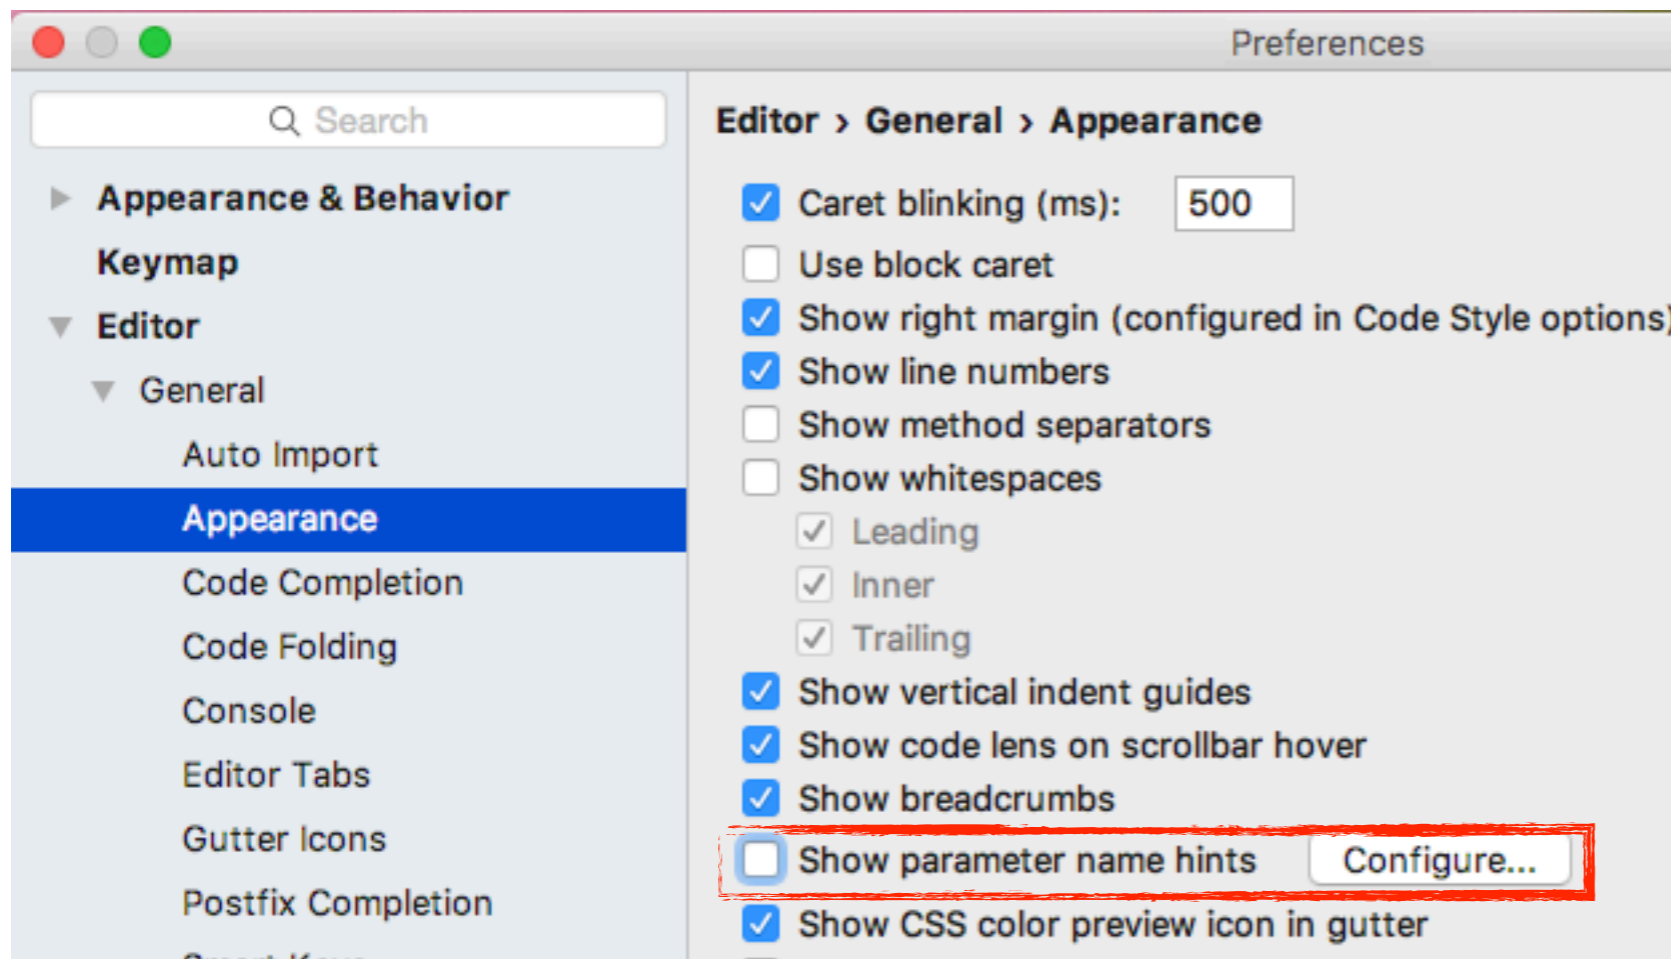 Preferences
Search
Appearance & Behavior
Keymap
Editor
General
Auto Import
Appearance
Code Completion
Code Folding
Console
Editor Tabs
Gutter Icons
Postfix Completion
Editor › General › Appearance
Caret blinking (ms): 500
Use block caret
Show right margin (configured in Code Style options)
Show line numbers
Show method separators
Show whitespaces
Leading
Inner
Trailing
Show vertical indent guides
Show code lens on scrollbar hover
Show breadcrumbs
Show parameter name hints Configure...
Show CSS color preview icon in gutter